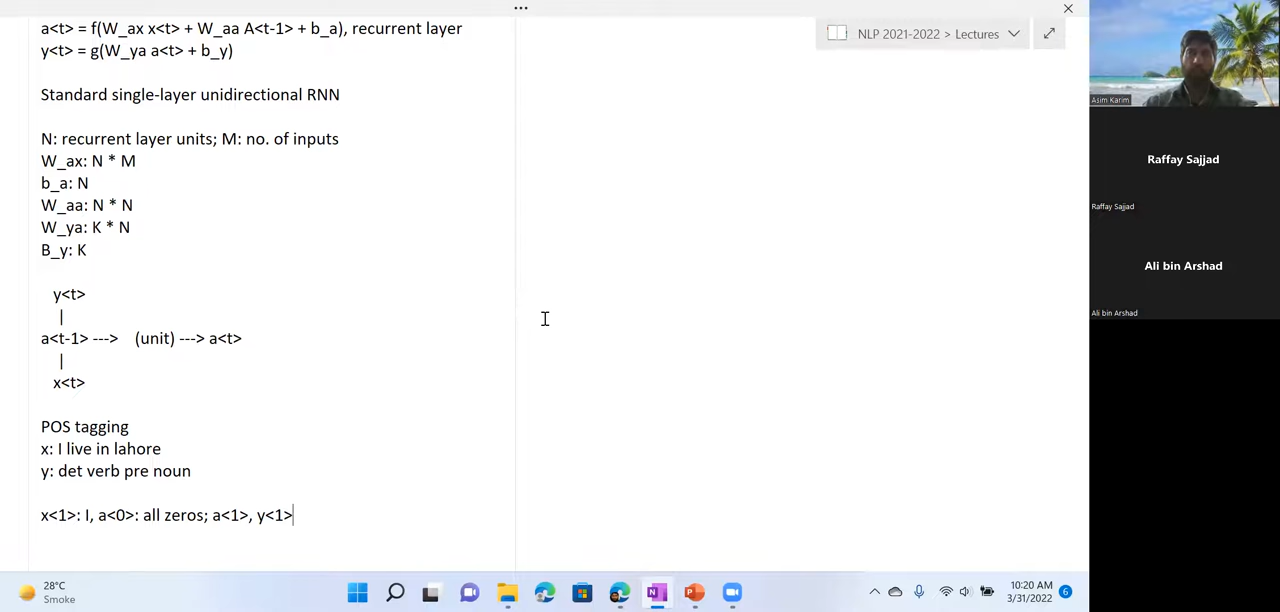 a<t> = f(W_ax x<t> + W_aa A<t-1> + b_a), recurrent layer
y<t> = g(W_ya a<t> + b_y)
Standard single-layer unidirectional RNN
N: recurrent layer units; M: no. of inputs
W_ax: N * M
b_a: N
W_aa: N * N
W_ya: K * N
B_y: K
y<t>
|
a<t-1> --->    (unit) ---> a<t>
|
x<t>
POS tagging
x: I live in lahore
y: det verb pre noun
x<1>: I, a<0>: all zeros; a<1>, y<1>
NLP 2021-2022 > Lectures
Asim Karim
Raffay Sajjad
Raffay Sajjad
Ali bin Arshad
Ali bin Arshad
28°C
Smoke
10:20 AM
3/31/2022
6